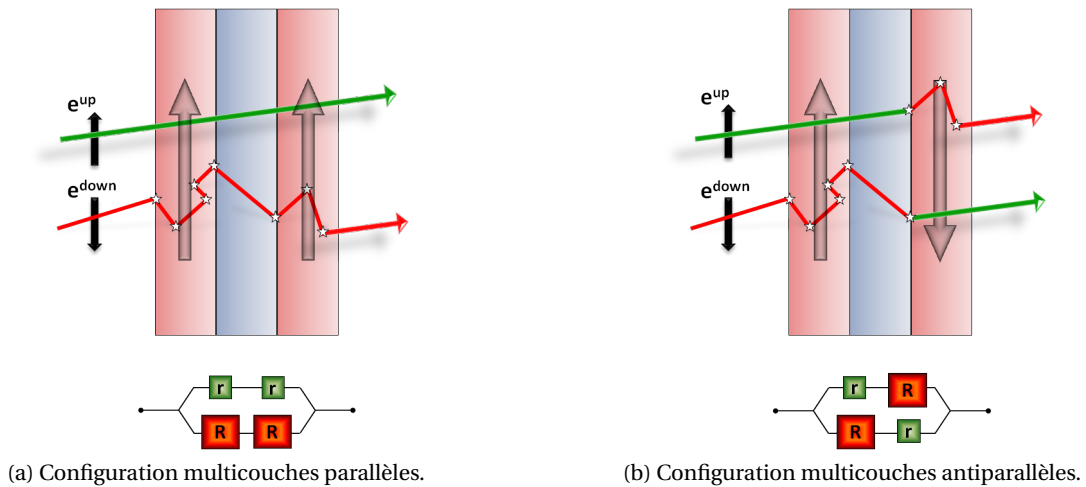 e^up
e^down
r r
R R
(a) Configuration multicouches parallèles.
e^up
e^down
r R
R r
(b) Configuration multicouches antiparallèles.